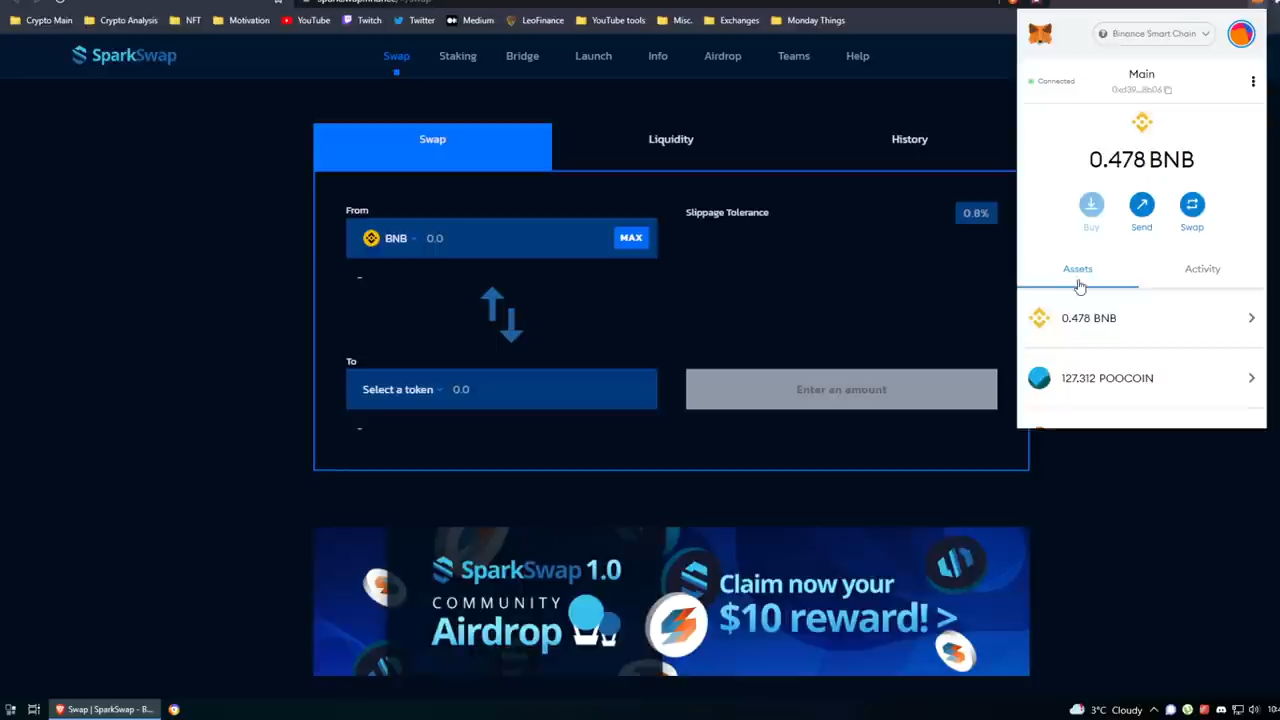 Crypto Main
Crypto Analysis
NFT
Motivation
YouTube
Twitch
Twitter
Medium
LeoFinance
YouTube tools
Misc.
Exchanges
Monday Things
SparkSwap
Swap
Staking
Bridge
Launch
Info
Airdrop
Teams
Help
Swap
Liquidity
History
From
BNB
0.0
MAX
-
Slippage Tolerance
0.8%
To
Select a token
0.0
Enter an amount
-
Binance Smart Chain
Connected
Main
0xd39...8b06
0.478 BNB
Buy
Send
Swap
Assets
Activity
0.478 BNB
127.312 POOCOIN
SparkSwap 1.0
COMMUNITY
Airdrop
Claim now your
$10 reward! >
Swap | SparkSwap - B...
3°C Cloudy